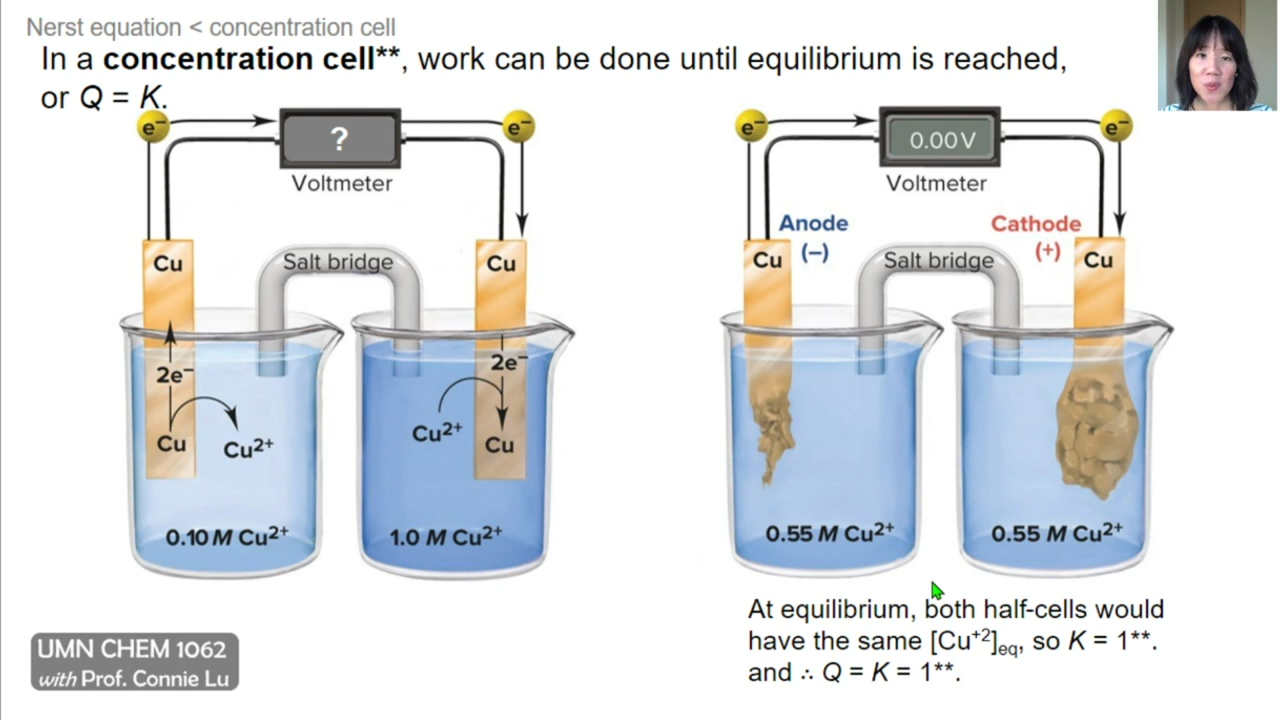 Nerst equation < concentration cell
In a concentration cell**, work can be done until equilibrium is reached,
or Q = K.
e⁻
?
e⁻
Voltmeter
Cu
Salt bridge
Cu
2e⁻
Cu
Cu²⁺
2e⁻
Cu²⁺
Cu
0.10 M Cu²⁺
1.0 M Cu²⁺
e⁻
0.00 V
e⁻
Voltmeter
Anode
(–)
Cathode
(+)
Cu
Salt bridge
Cu
0.55 M Cu²⁺
0.55 M Cu²⁺
At equilibrium, both half-cells would
have the same [Cu⁺²]eq, so K = 1**.
and ∴ Q = K = 1**.
UMN CHEM 1062
with Prof. Connie Lu